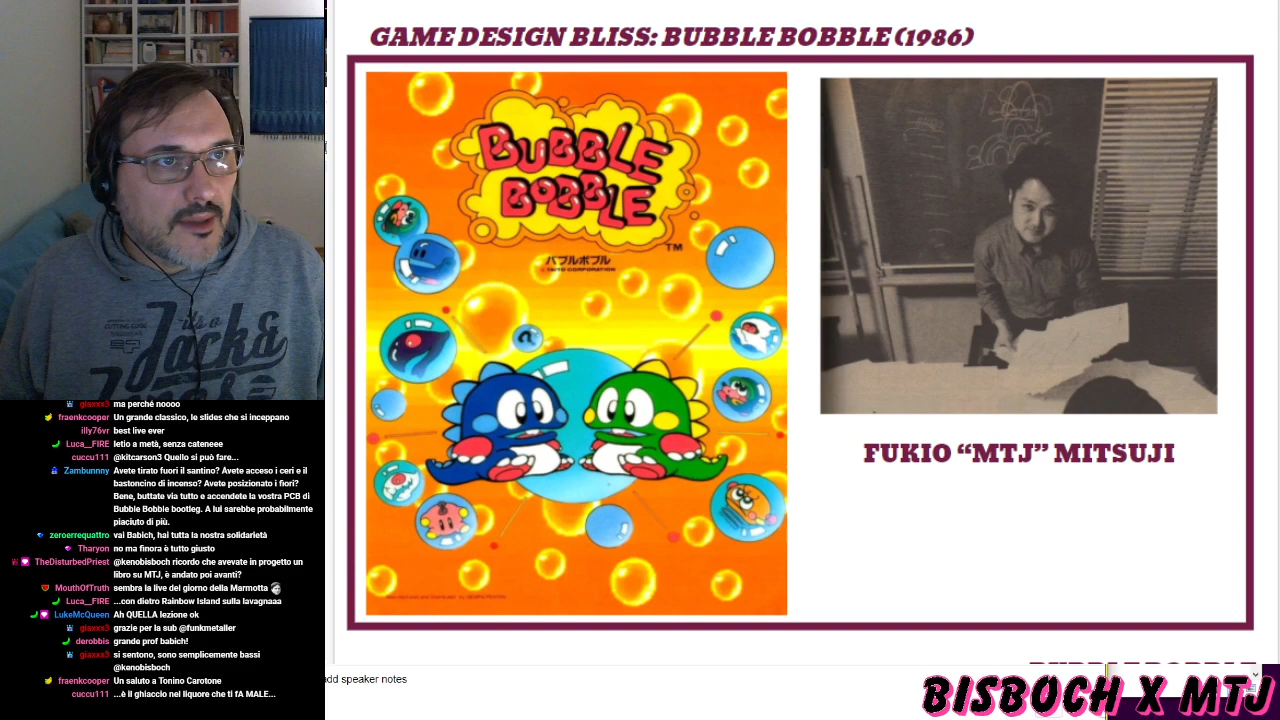 GAME DESIGN BLISS: BUBBLE BOBBLE (1986)
BUBBLE
BOBBLE
TM
バブルボブル
TAITO CORPORATION
FUKIO “MTJ” MITSUJI
it's a
Jack &
CUTTING EDGE
giaxxx3 ma perché noooo
fraenkcooper Un grande classico, le slides che si inceppano
illy76vr best live ever
Luca__FIRE letio a metà, senza cateneee
cuccu111 @kitcarson3 Quello si può fare...
Zambunnny Avete tirato fuori il santino? Avete acceso i ceri e il
bastoncino di incenso? Avete posizionato i fiori?
Bene, buttate via tutto e accendete la vostra PCB di
Bubble Bobble bootleg. A lui sarebbe probabilmente
piaciuto di più.
zeroerrequattro vai Babich, hai tutta la nostra solidarietà
Tharyon no ma finora è tutto giusto
TheDisturbedPriest @kenobisboch ricordo che avevate in progetto un
libro su MTJ, è andato poi avanti?
MouthOfTruth sembra la live del giorno della Marmotta
Luca__FIRE ...con dietro Rainbow Island sulla lavagnaaa
LukeMcQueen Ah QUELLA lezione ok
giaxxx3 grazie per la sub @funkmetaller
derobbis grande prof babich!
giaxxx3 si sentono, sono semplicemente bassi
@kenobisboch
fraenkcooper Un saluto a Tonino Carotone
cuccu111 ...è il ghiaccio nel liquore che ti fA MALE...
add speaker notes
BISBOCH X MTJ